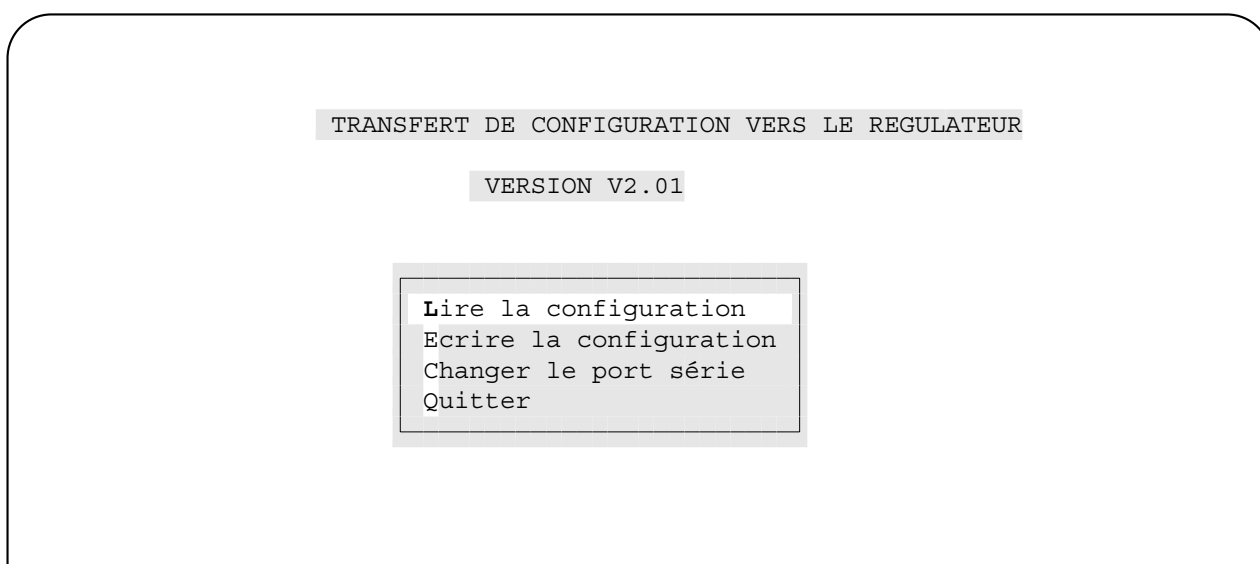 TRANSFERT DE CONFIGURATION VERS LE REGULATEUR
VERSION V2.01
Lire la configuration
Ecrire la configuration
Changer le port série
Quitter